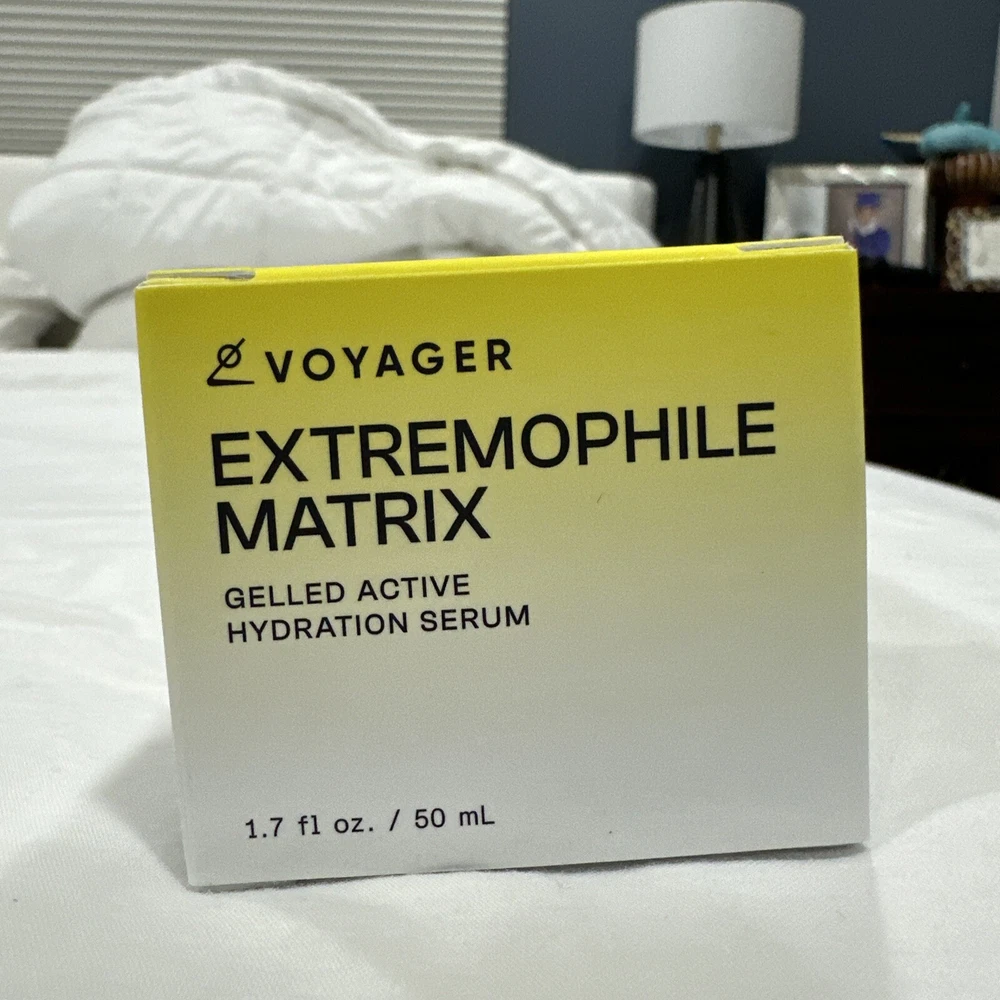 VOYAGER
EXTREMOPHILE
MATRIX
GELLED ACTIVE
HYDRATION SERUM
1.7 fl oz. / 50 mL